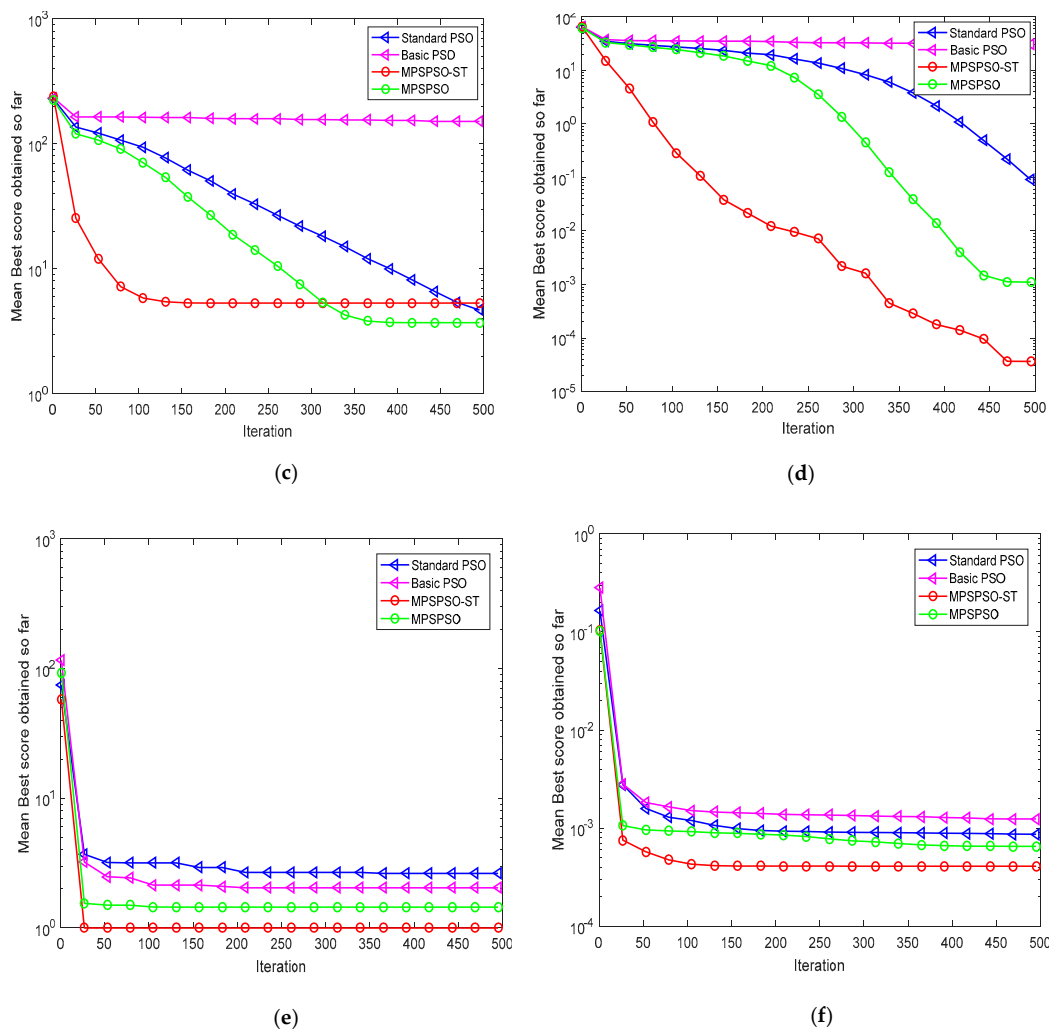 10^3
10^2
10^1
10^0
Mean Best score obtained so far
Standard PSO
Basic PSD
MPSPSO-ST
MPSPSO
0 50 100 150 200 250 300 350 400 450 500
Iteration
(c)
10^2
10^1
10^0
10^-1
10^-2
10^-3
10^-4
10^-5
Mean Best score obtained so far
Standard PSO
Basic PSO
MPSPSO-ST
MPSPSO
0 50 100 150 200 250 300 350 400 450 500
Iteration
(d)
10^3
10^2
10^1
10^0
Mean Best score obtained so far
Standard PSO
Basic PSO
MPSPSO-ST
MPSPSO
0 50 100 150 200 250 300 350 400 450 500
Iteration
(e)
10^0
10^-1
10^-2
10^-3
10^-4
Mean Best score obtained so far
Standard PSO
Basic PSO
MPSPSO-ST
MPSPSO
0 50 100 150 200 250 300 350 400 450 500
Iteration
(f)